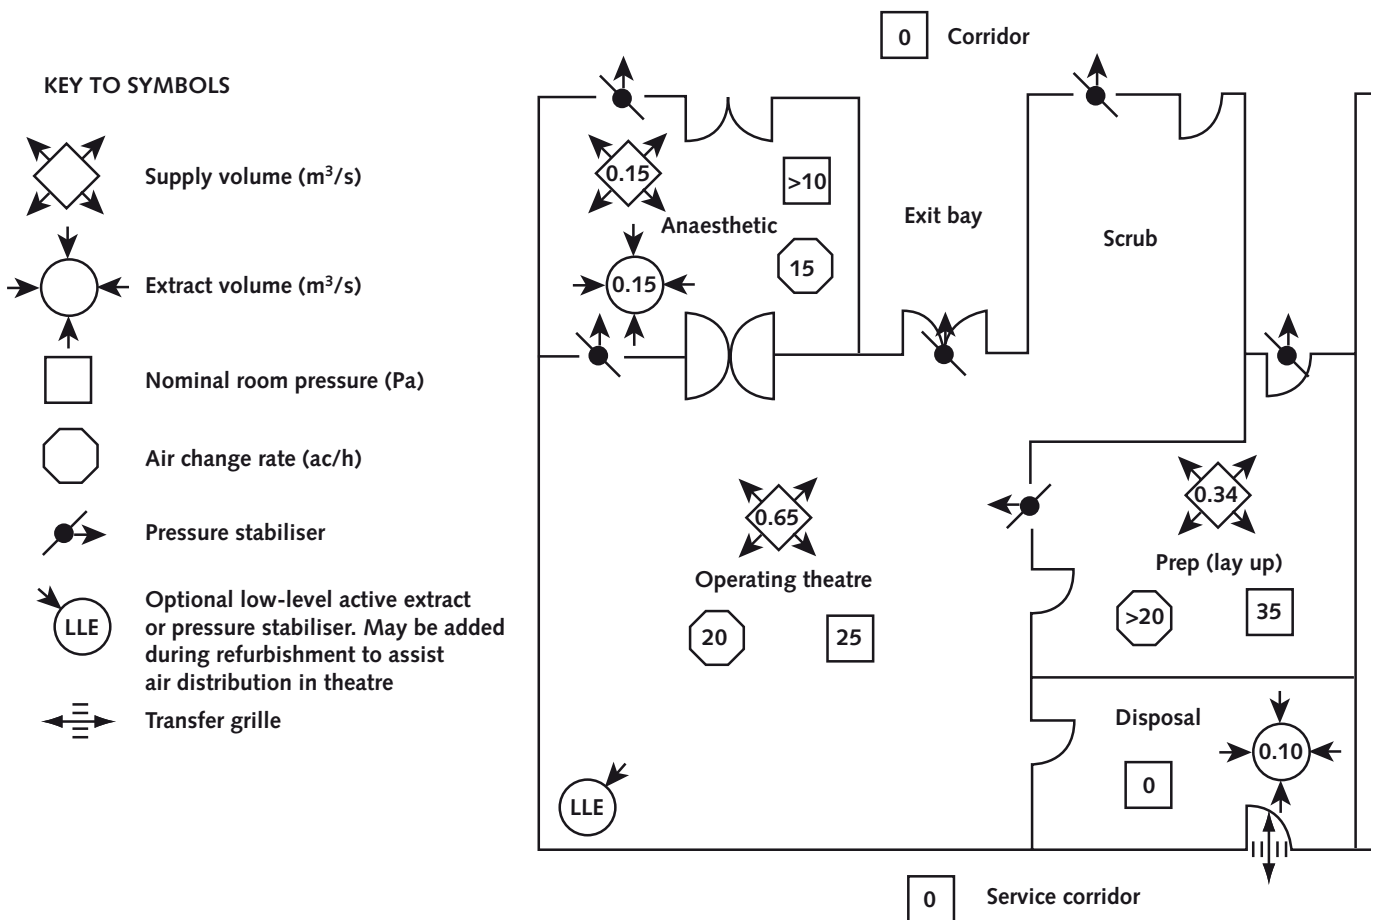 KEY TO SYMBOLS
Supply volume (m³/s)
Extract volume (m³/s)
Nominal room pressure (Pa)
Air change rate (ac/h)
Pressure stabiliser
LLE
Optional low-level active extract
or pressure stabiliser. May be added
during refurbishment to assist
air distribution in theatre
Transfer grille
0
Corridor
0.15
>10
Anaesthetic
15
0.15
Exit bay
Scrub
0.65
Operating theatre
20
25
LLE
0.34
Prep (lay up)
>20
35
Disposal
0.10
0
0
Service corridor